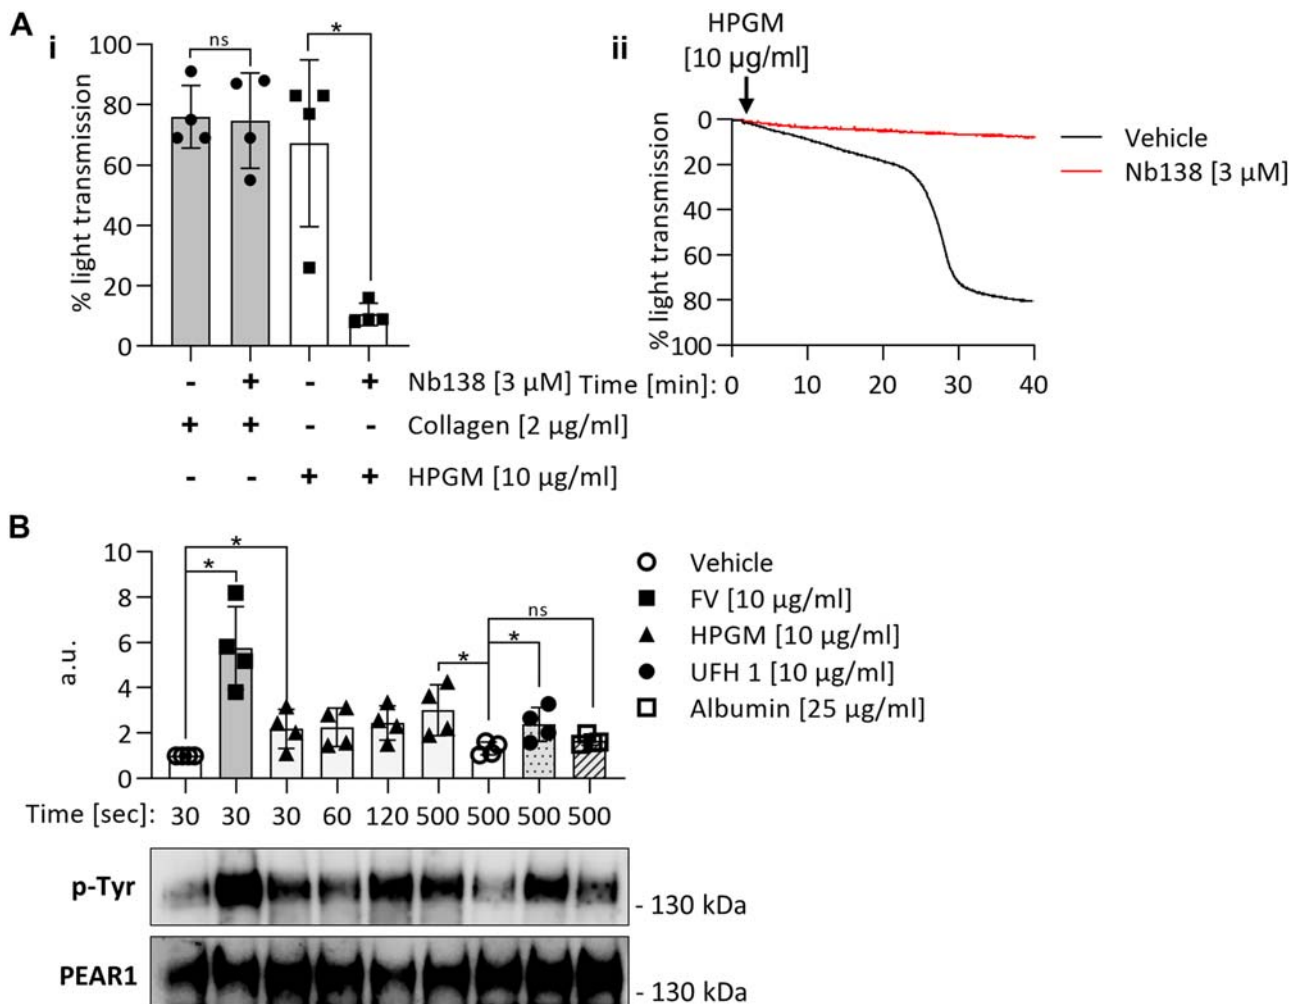 A
i
ii
% light transmission
100
80
60
40
20
0
ns
*
- + - + Nb138 [3 µM]
+ + - - Collagen [2 µg/ml]
- - + + HPGM [10 µg/ml]
HPGM
[10 µg/ml]
% light transmission
0
20
40
60
80
100
Time [min]: 0 10 20 30 40
Vehicle
Nb138 [3 µM]
B
a.u.
10
8
6
4
2
0
*
*
*
*
ns
Time [sec]: 30 30 30 60 120 500 500 500 500
Vehicle
FV [10 µg/ml]
HPGM [10 µg/ml]
UFH 1 [10 µg/ml]
Albumin [25 µg/ml]
p-Tyr
- 130 kDa
PEAR1
- 130 kDa